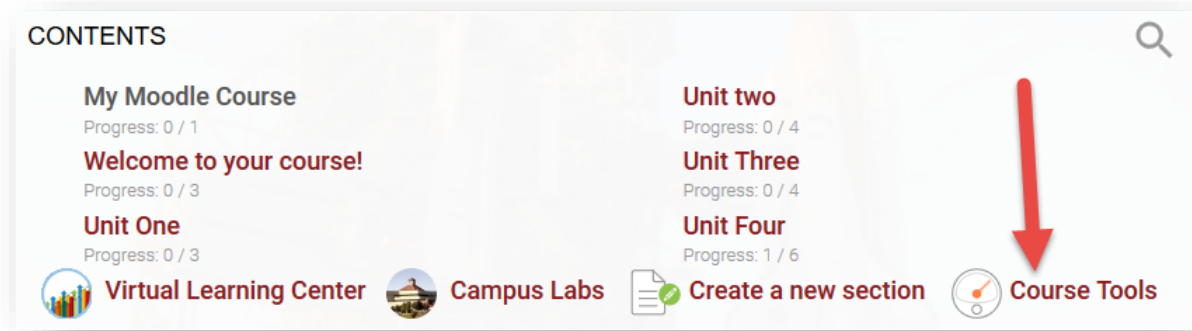 CONTENTS
My Moodle Course
Progress: 0 / 1
Welcome to your course!
Progress: 0 / 3
Unit One
Progress: 0 / 3
Unit two
Progress: 0 / 4
Unit Three
Progress: 0 / 4
Unit Four
Progress: 1 / 6
Virtual Learning Center Campus Labs Create a new section Course Tools